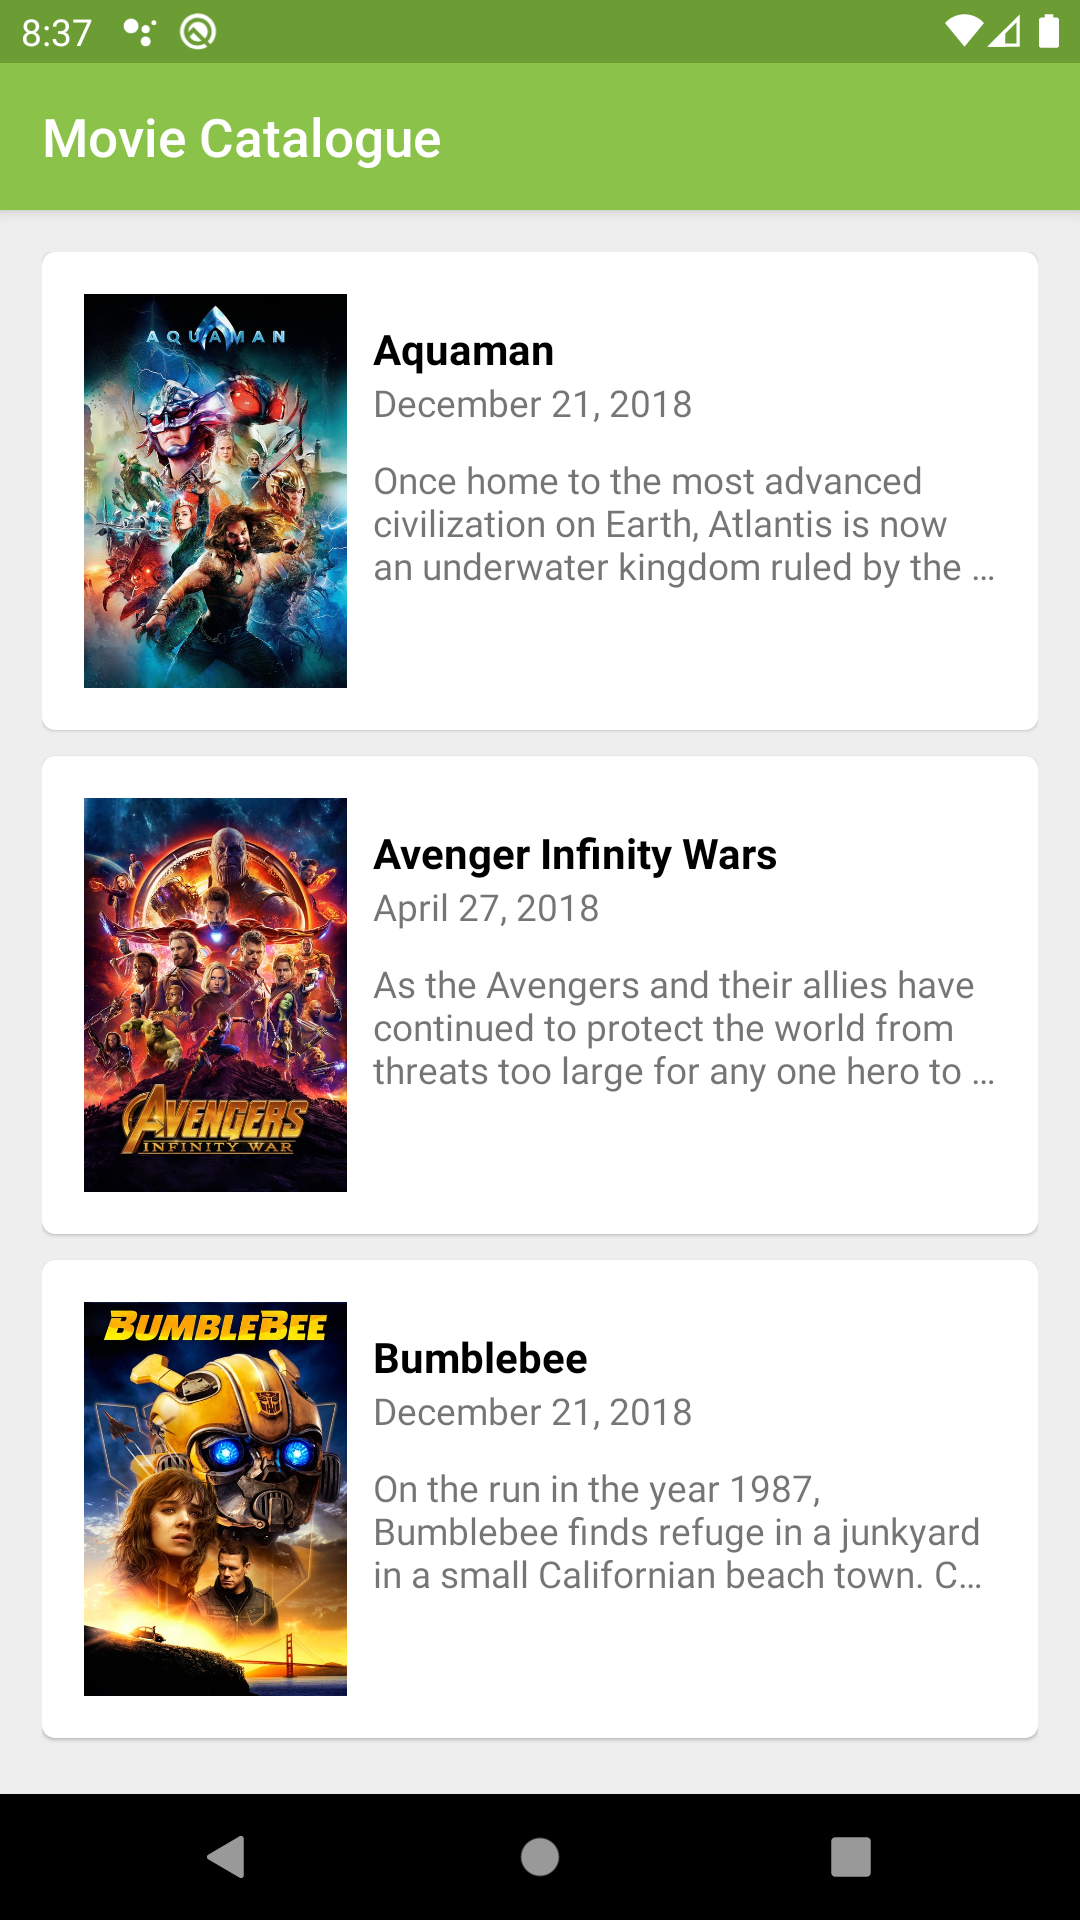 8:37
Movie Catalogue
AQUAMAN
Aquaman
December 21, 2018
Once home to the most advanced
civilization on Earth, Atlantis is now
an underwater kingdom ruled by the ...
AVENGERS
INFINITY WAR
Avenger Infinity Wars
April 27, 2018
As the Avengers and their allies have
continued to protect the world from
threats too large for any one hero to ...
BUMBLEBEE
Bumblebee
December 21, 2018
On the run in the year 1987,
Bumblebee finds refuge in a junkyard
in a small Californian beach town. C...